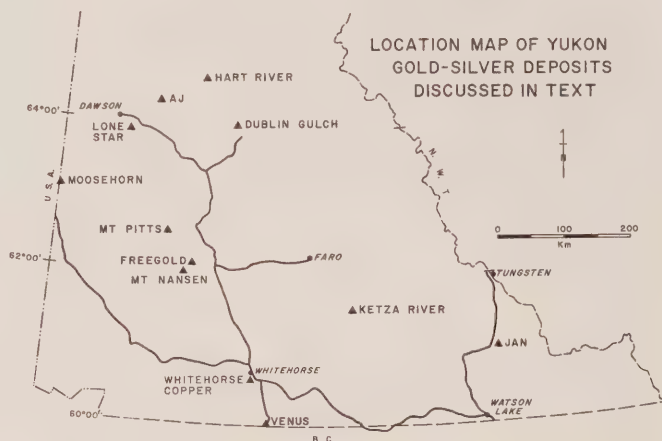 LOCATION MAP OF YUKON
GOLD-SILVER DEPOSITS
DISCUSSED IN TEXT
HART RIVER
AJ
DAWSON
64°00'
LONE
STAR
DUBLIN GULCH
N.W.T.
N
U.S.A.
MOOSEHORN
0 100 200
Km
MT PITTS
62°00'
FREEGOLD
MT NANSEN
FARO
TUNGSTEN
KETZA RIVER
JAN
WHITEHORSE
WHITEHORSE
COPPER
WATSON
LAKE
60°00'
VENUS
B.C.